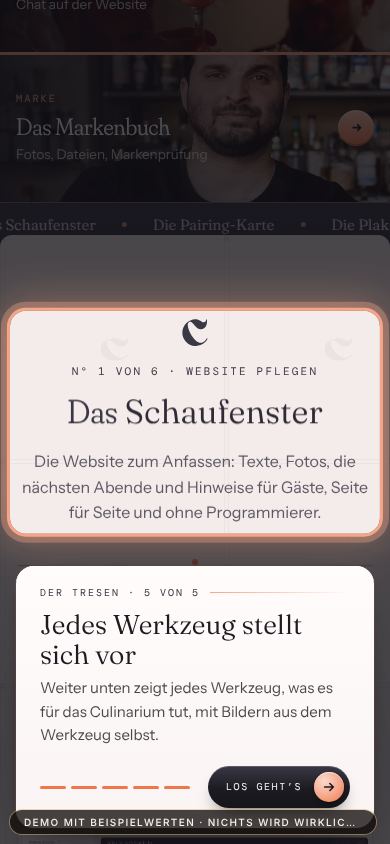 Chat auf der Website
MARKE
Das Markenbuch
Fotos, Dateien, Markenprüfung
s Schaufenster • Die Pairing-Karte • Die Plak
N° 1 VON 6 · WEBSITE PFLEGEN
Das Schaufenster
Die Website zum Anfassen: Texte, Fotos, die
nächsten Abende und Hinweise für Gäste, Seite
für Seite und ohne Programmierer.
DER TRESEN · 5 VON 5
Jedes Werkzeug stellt
sich vor
Weiter unten zeigt jedes Werkzeug, was es
für das Culinarium tut, mit Bildern aus dem
Werkzeug selbst.
LOS GEHT'S
DEMO MIT BEISPIELWERTEN · NICHTS WIRD WIRKLIC…